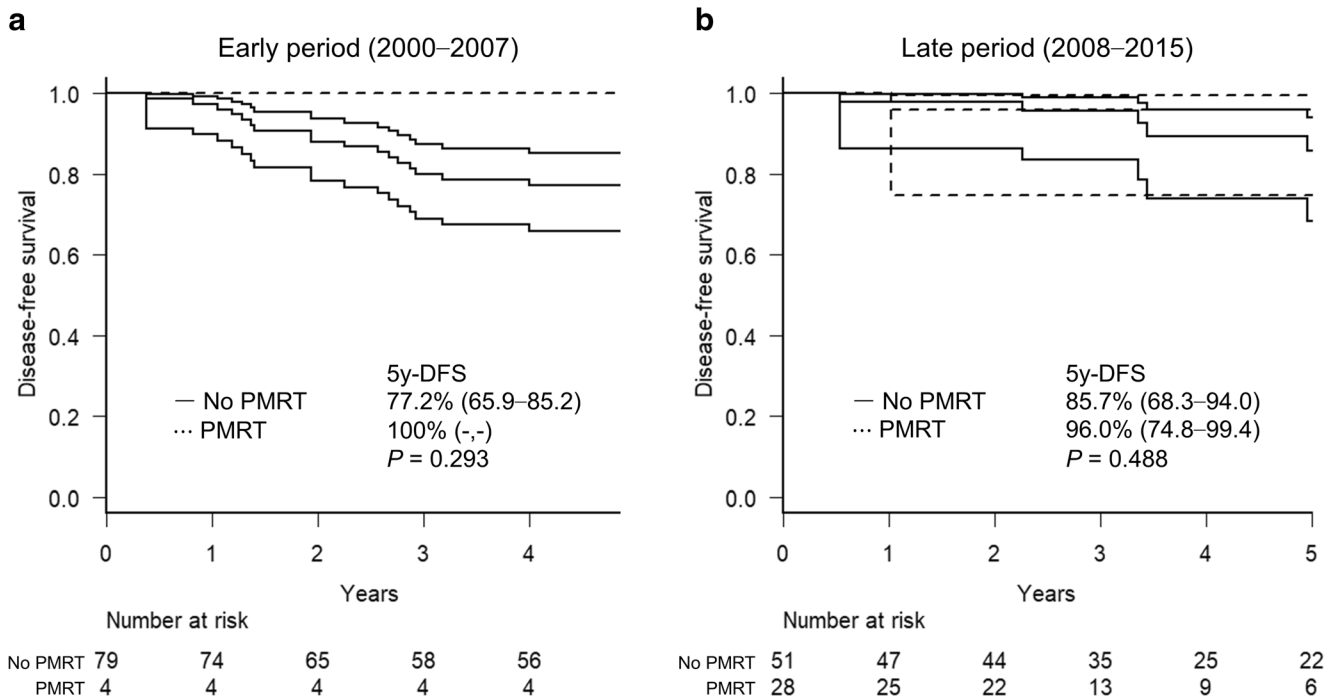 a
Early period (2000–2007)
Disease-free survival
1.0
0.8
0.6
0.4
0.2
0.0
5y-DFS
— No PMRT 77.2% (65.9–85.2)
··· PMRT 100% (-,-)
P = 0.293
0 1 2 3 4
Years
Number at risk
No PMRT 79 74 65 58 56
PMRT 4 4 4 4 4
b
Late period (2008–2015)
Disease-free survival
1.0
0.8
0.6
0.4
0.2
0.0
5y-DFS
— No PMRT 85.7% (68.3–94.0)
··· PMRT 96.0% (74.8–99.4)
P = 0.488
0 1 2 3 4 5
Years
Number at risk
No PMRT 51 47 44 35 25 22
PMRT 28 25 22 13 9 6